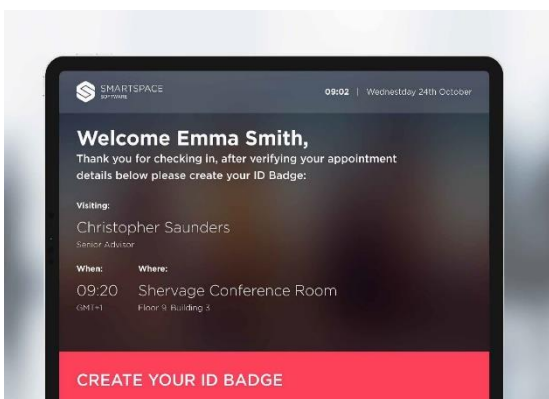 SMARTSPACE
SOFTWARE
09:02 | Wednestday 24th October
Welcome Emma Smith,
Thank you for checking in, after verifying your appointment
details below please create your ID Badge:
Visiting:
Christopher Saunders
Senior Advisor
When: Where:
09:20 Shervage Conference Room
GMT+1 Floor 9, Building 3
CREATE YOUR ID BADGE